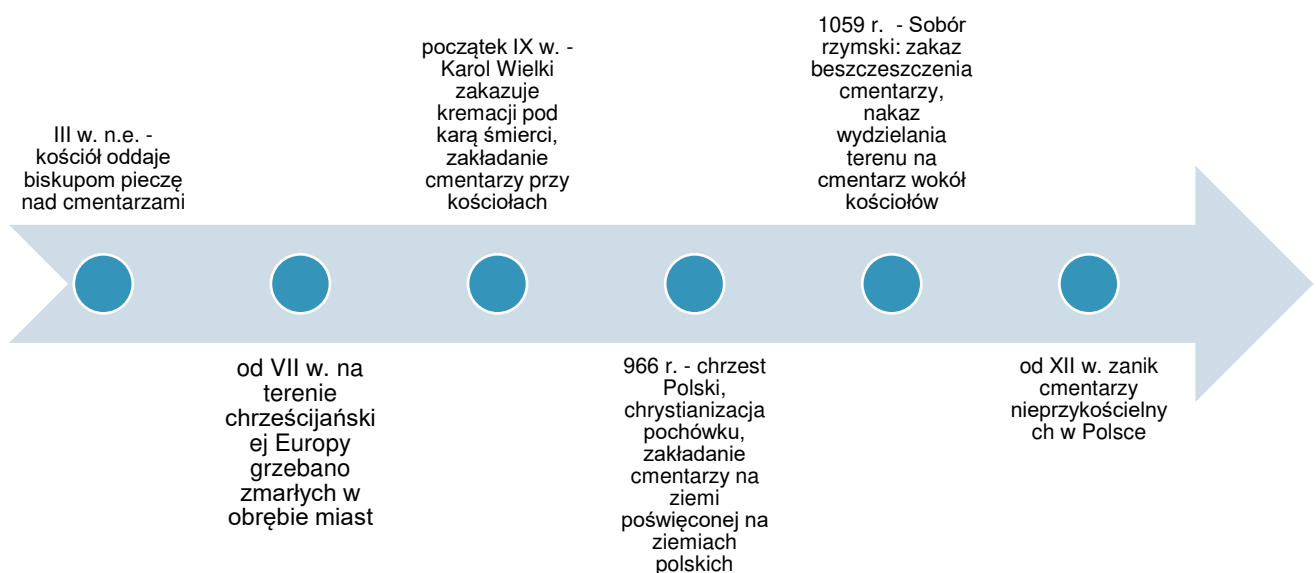 III w. n.e. -
kościół oddaje
biskupom pieczę
nad cmentarzami
od VII w. na
terenie
chrześcijański
ej Europy
grzebano
zmarłych w
obrębie miast
początek IX w. -
Karol Wielki
zakazuje
kremacji pod
karą śmierci,
zakładanie
cmentarzy przy
kościołach
966 r. - chrzest
Polski,
chrystianizacja
pochówku,
zakładanie
cmentarzy na
ziemi
poświęconej na
ziemiach
polskich
1059 r.  - Sobór
rzymski: zakaz
beszczeszczenia
cmentarzy,
nakaz
wydzielania
terenu na
cmentarz wokół
kościołów
od XII w. zanik
cmentarzy
nieprzykościelny
ch w Polsce